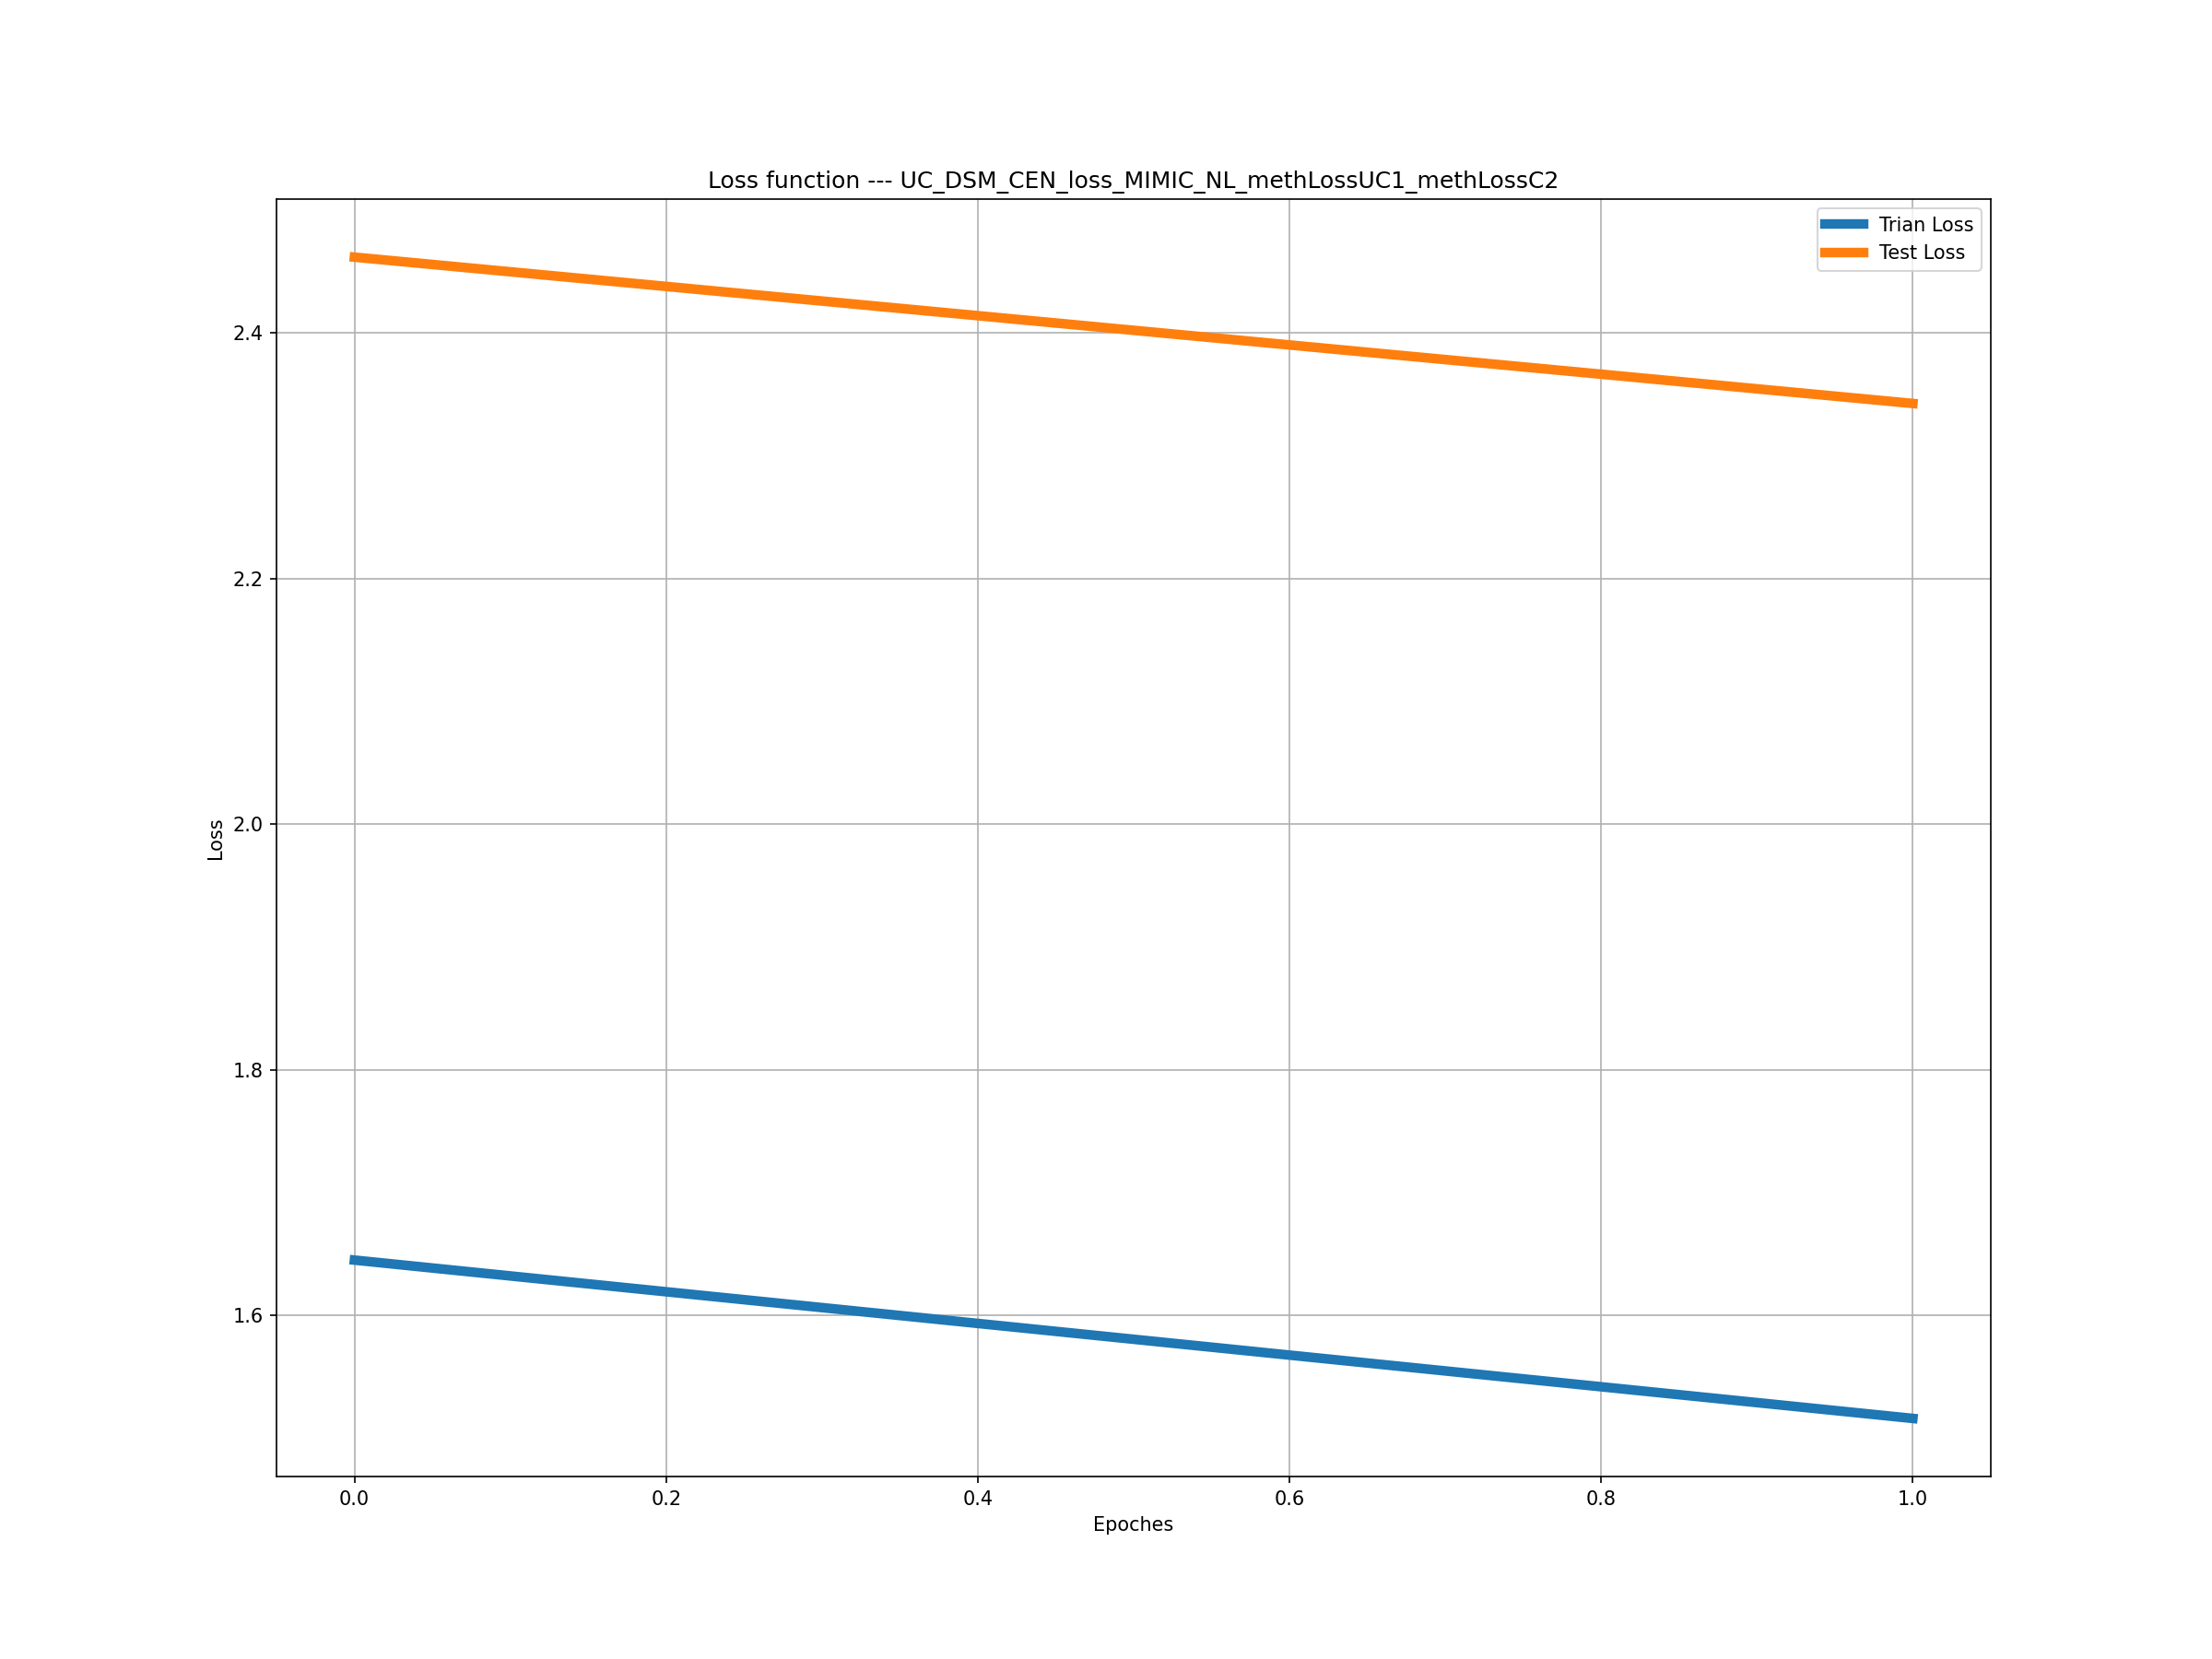 Loss function --- UC_DSM_CEN_loss_MIMIC_NL_methLossUC1_methLossC2
Trian Loss
Test Loss
2.4
2.2
2.0
1.8
1.6
Loss
0.0 0.2 0.4 0.6 0.8 1.0
Epoches